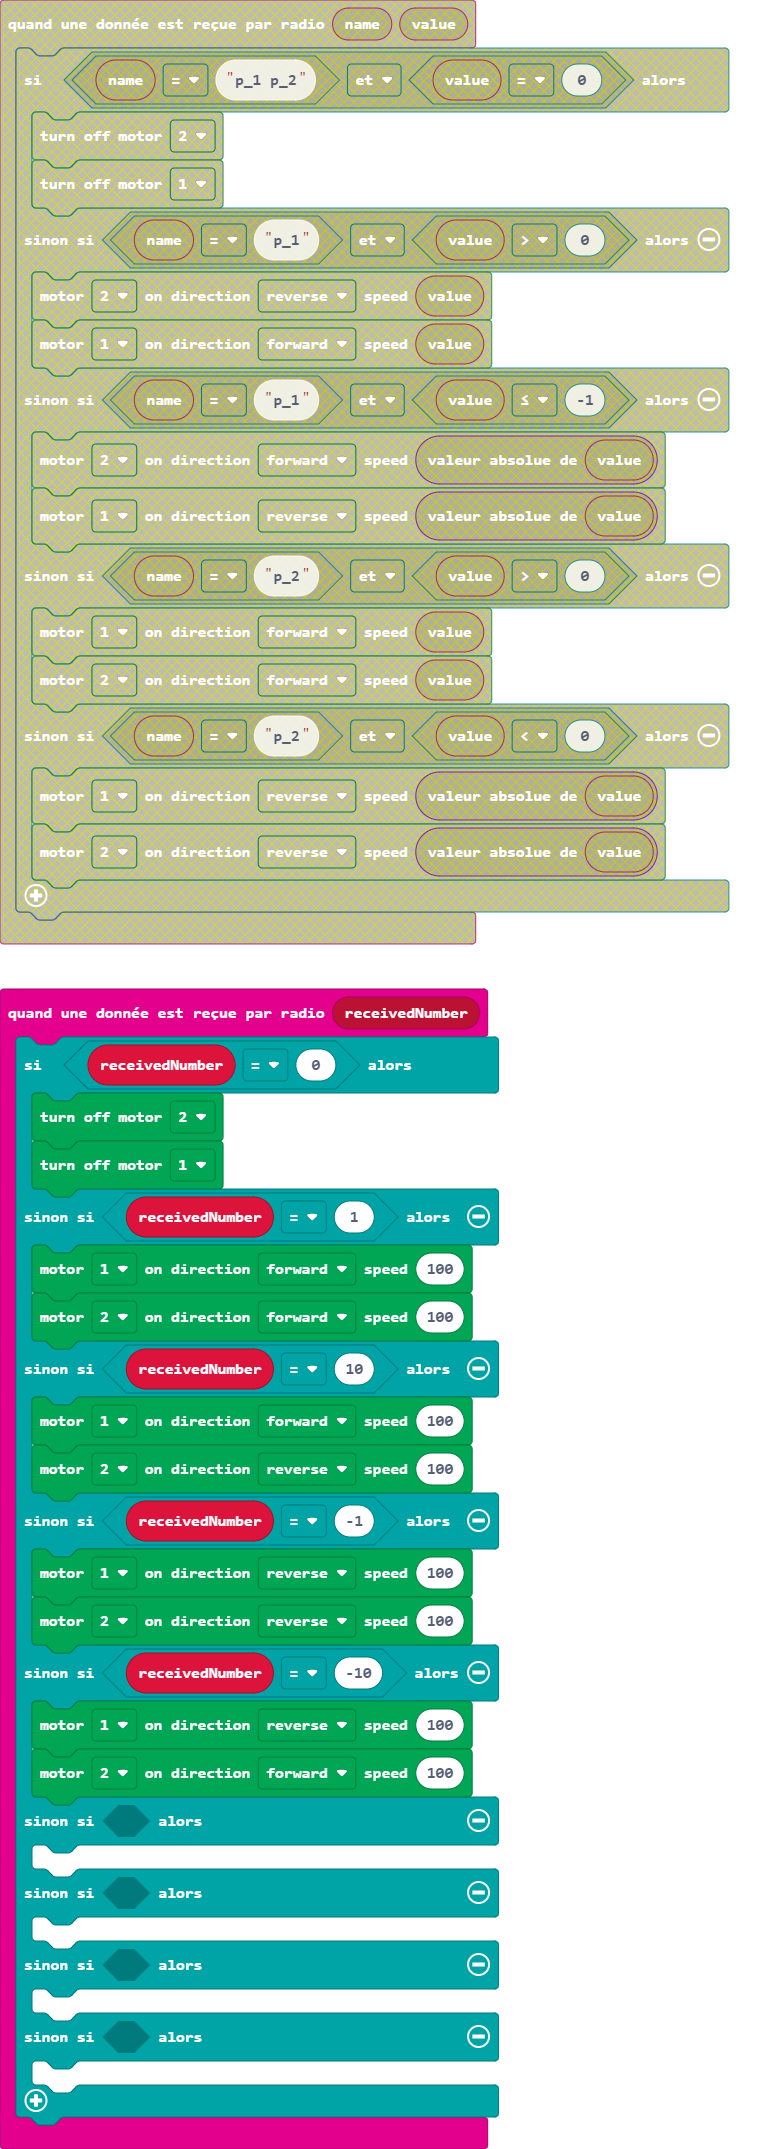 quand une donnée est reçue par radio name value
si name = "p_1 p_2" et value = 0 alors
turn off motor 2
turn off motor 1
sinon si name = "p_1" et value > 0 alors
motor 2 on direction reverse speed value
motor 1 on direction forward speed value
sinon si name = "p_1" et value ≤ -1 alors
motor 2 on direction forward speed valeur absolue de value
motor 1 on direction reverse speed valeur absolue de value
sinon si name = "p_2" et value > 0 alors
motor 1 on direction forward speed value
motor 2 on direction forward speed value
sinon si name = "p_2" et value < 0 alors
motor 1 on direction reverse speed valeur absolue de value
motor 2 on direction reverse speed valeur absolue de value
quand une donnée est reçue par radio receivedNumber
si receivedNumber = 0 alors
turn off motor 2
turn off motor 1
sinon si receivedNumber = 1 alors
motor 1 on direction forward speed 100
motor 2 on direction forward speed 100
sinon si receivedNumber = 10 alors
motor 1 on direction forward speed 100
motor 2 on direction reverse speed 100
sinon si receivedNumber = -1 alors
motor 1 on direction reverse speed 100
motor 2 on direction reverse speed 100
sinon si receivedNumber = -10 alors
motor 1 on direction reverse speed 100
motor 2 on direction forward speed 100
sinon si alors
sinon si alors
sinon si alors
sinon si alors